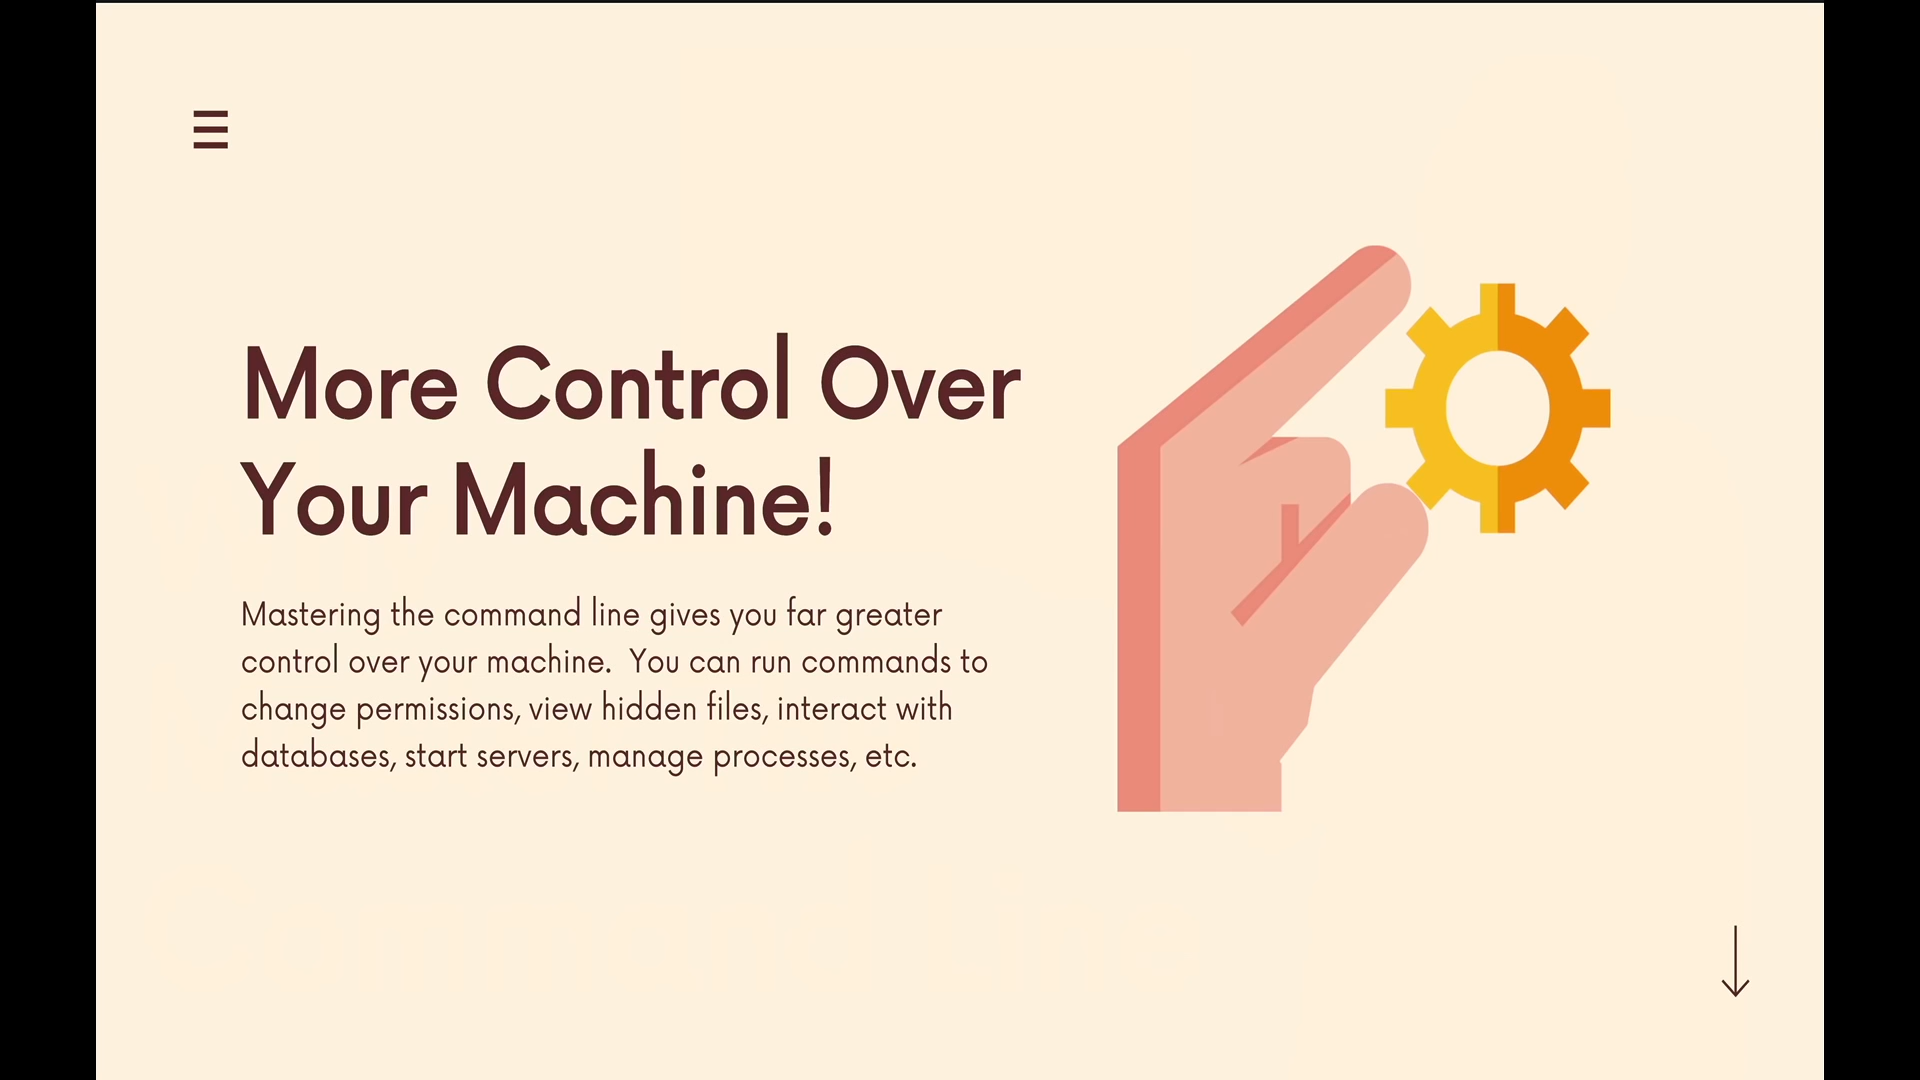 More Control Over
Your Machine!
Mastering the command line gives you far greater
control over your machine.  You can run commands to
change permissions, view hidden files, interact with
databases, start servers, manage processes, etc.